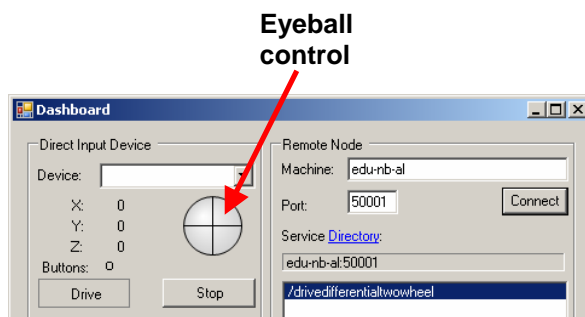 Eyeball
control
Dashboard
Direct Input Device
Device:
X: 0
Y: 0
Z: 0
Buttons: O
Drive
Stop
Remote Node
Machine: edu-nb-al
Port: 50001
Connect
Service Directory:
edu-nb-al:50001
/drivedifferentialtwowheel